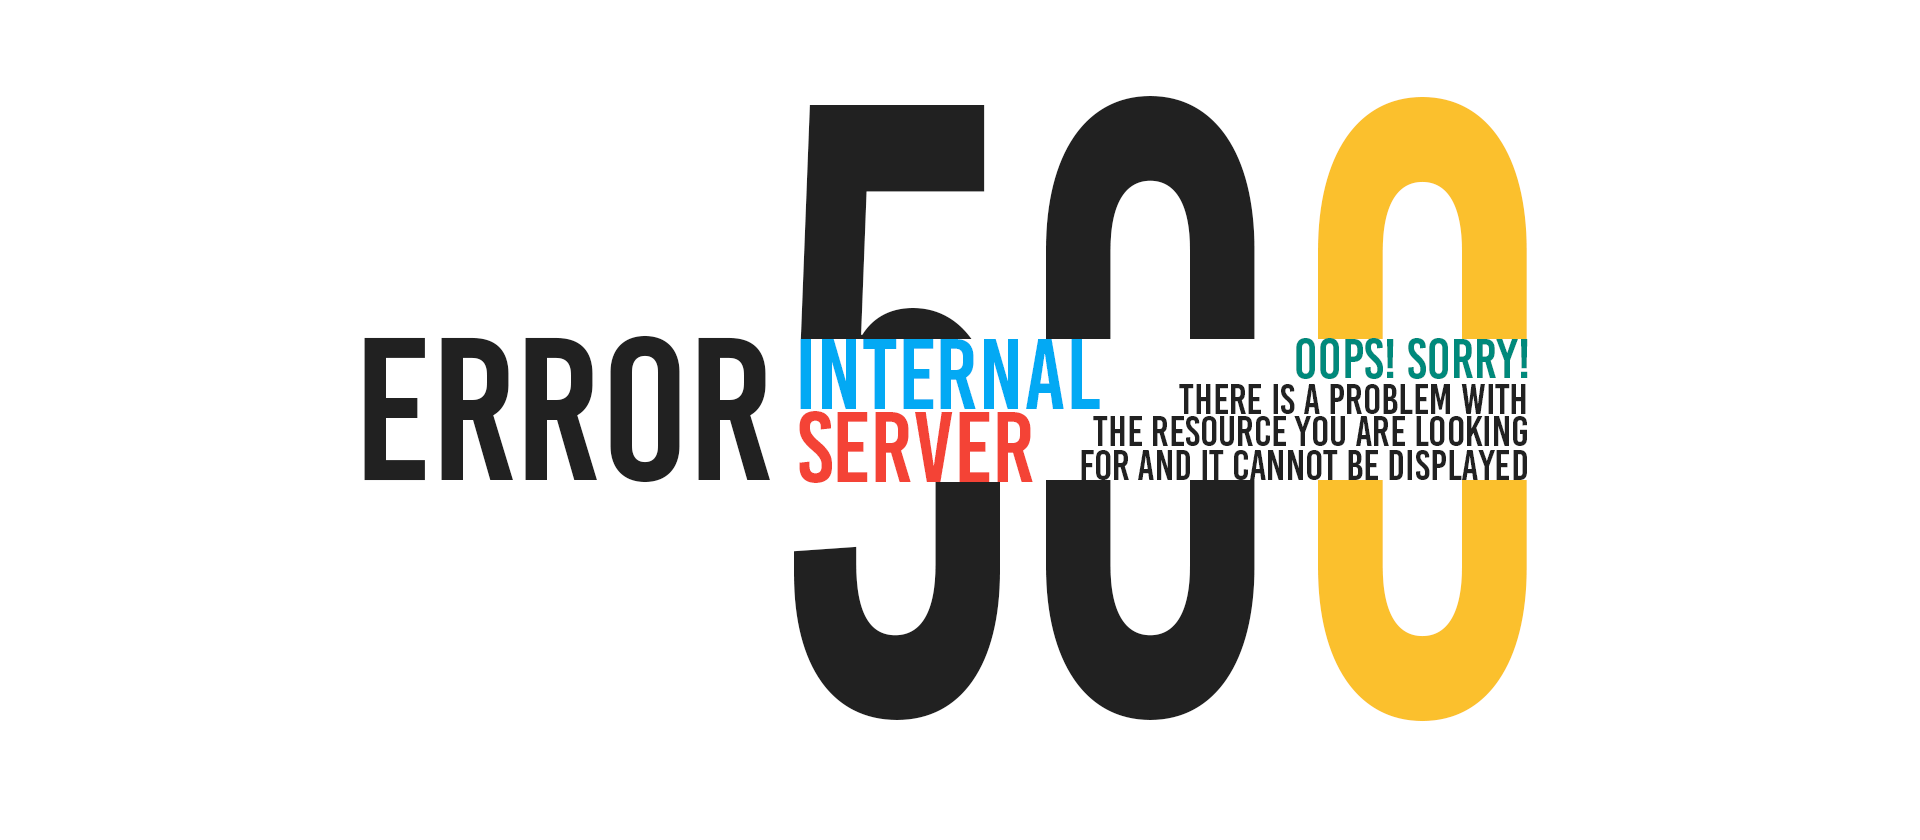 500
ERROR
INTERNAL
SERVER
OOPS! SORRY!
THERE IS A PROBLEM WITH
THE RESOURCE YOU ARE LOOKING
FOR AND IT CANNOT BE DISPLAYED